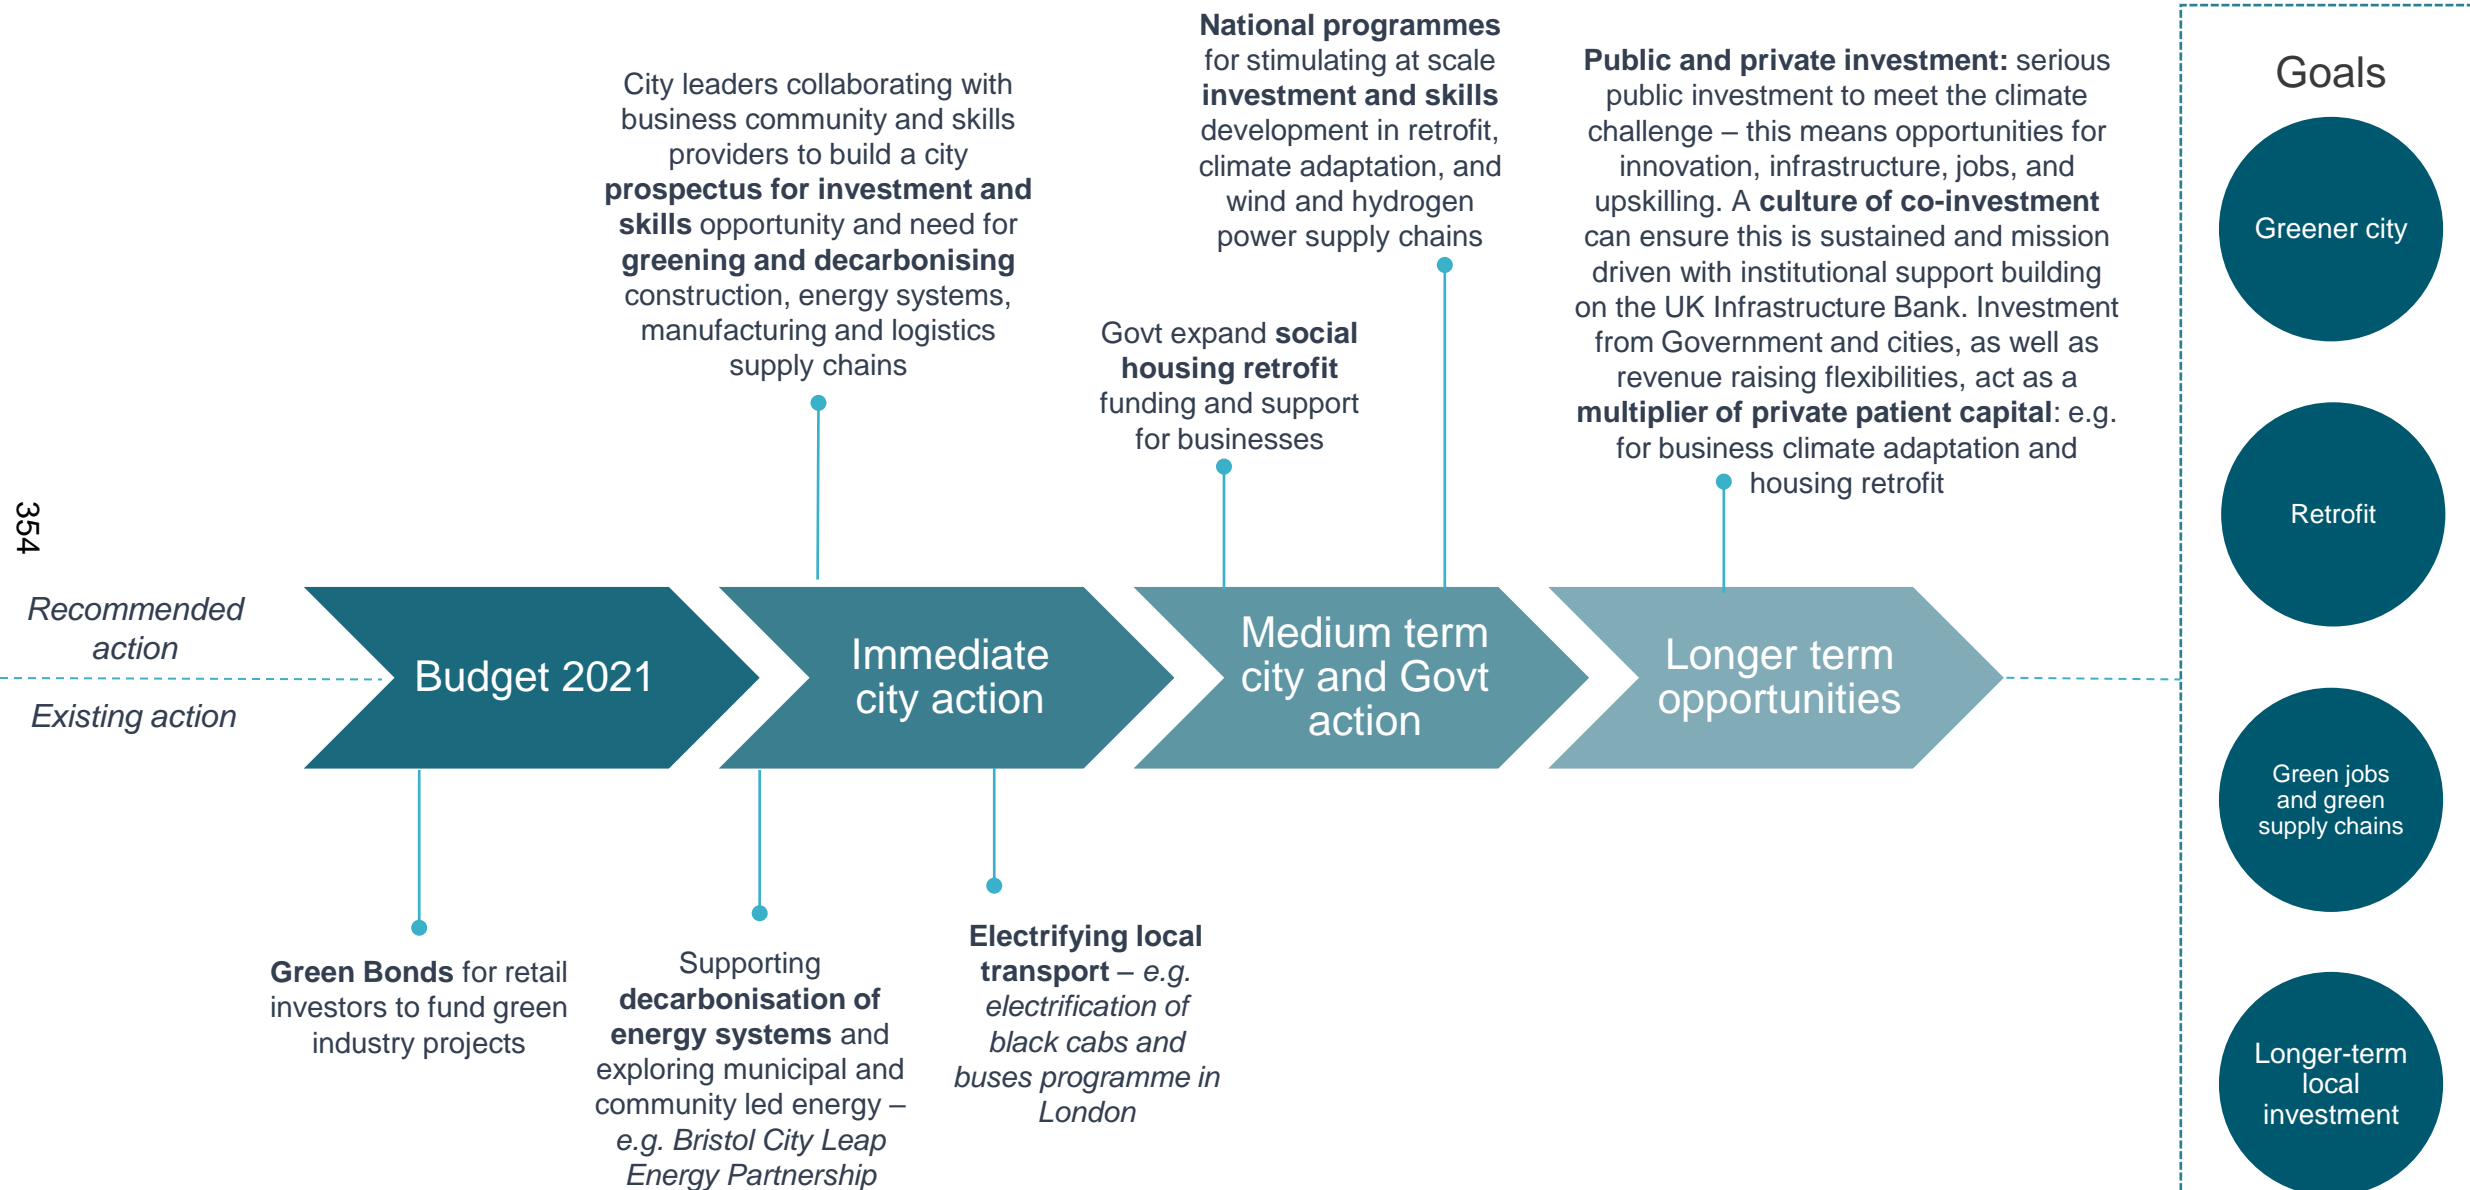 City leaders collaborating with
business community and skills
providers to build a city
prospectus for investment and
skills opportunity and need for
greening and decarbonising
construction, energy systems,
manufacturing and logistics
supply chains
National programmes
for stimulating at scale
investment and skills
development in retrofit,
climate adaptation, and
wind and hydrogen
power supply chains
Govt expand social
housing retrofit
funding and support
for businesses
Public and private investment: serious
public investment to meet the climate
challenge – this means opportunities for
innovation, infrastructure, jobs, and
upskilling. A culture of co-investment
can ensure this is sustained and mission
driven with institutional support building
on the UK Infrastructure Bank. Investment
from Government and cities, as well as
revenue raising flexibilities, act as a
multiplier of private patient capital: e.g.
for business climate adaptation and
housing retrofit
354
Recommended
action
Existing action
Budget 2021
Immediate
city action
Medium term
city and Govt
action
Longer term
opportunities
Green Bonds for retail
investors to fund green
industry projects
Supporting
decarbonisation of
energy systems and
exploring municipal and
community led energy –
e.g. Bristol City Leap
Energy Partnership
Electrifying local
transport – e.g.
electrification of
black cabs and
buses programme in
London
Goals
Greener city
Retrofit
Green jobs
and green
supply chains
Longer-term
local
investment